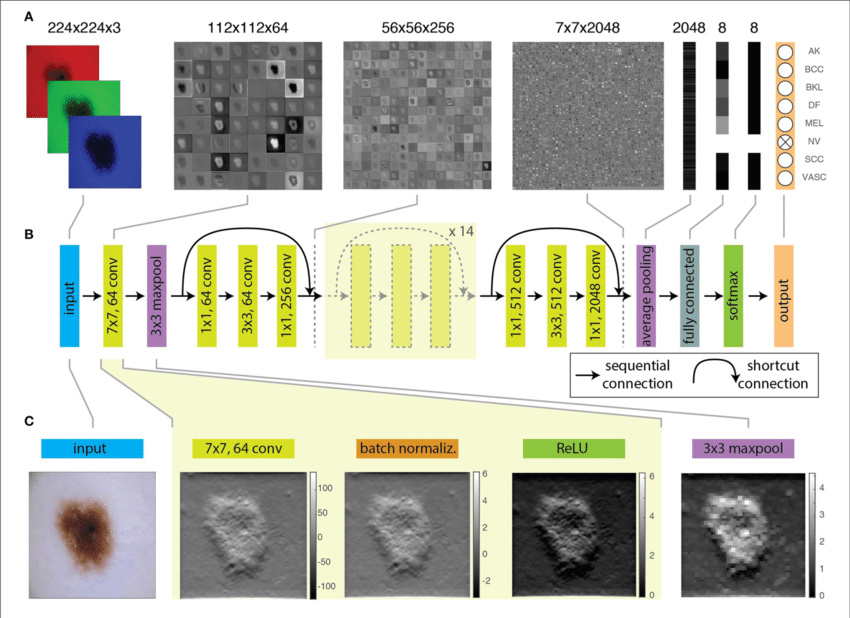 A
224x224x3 112x112x64 56x56x256 7x7x2048 2048 8 8
AK
BCC
BKL
DF
MEL
NV
SCC
VASC
B
input
7x7, 64 conv
3x3 maxpool
1x1, 64 conv
3x3, 64 conv
1x1, 256 conv
x 14
1x1, 512 conv
3x3, 512 conv
1x1, 2048 conv
average pooling
fully connected
softmax
output
sequential
connection
shortcut
connection
C
input
7x7, 64 conv
batch normaliz.
ReLU
3x3 maxpool
100
50
0
-50
-100
6
4
2
0
-2
6
4
2
0
4
3
2
1
0